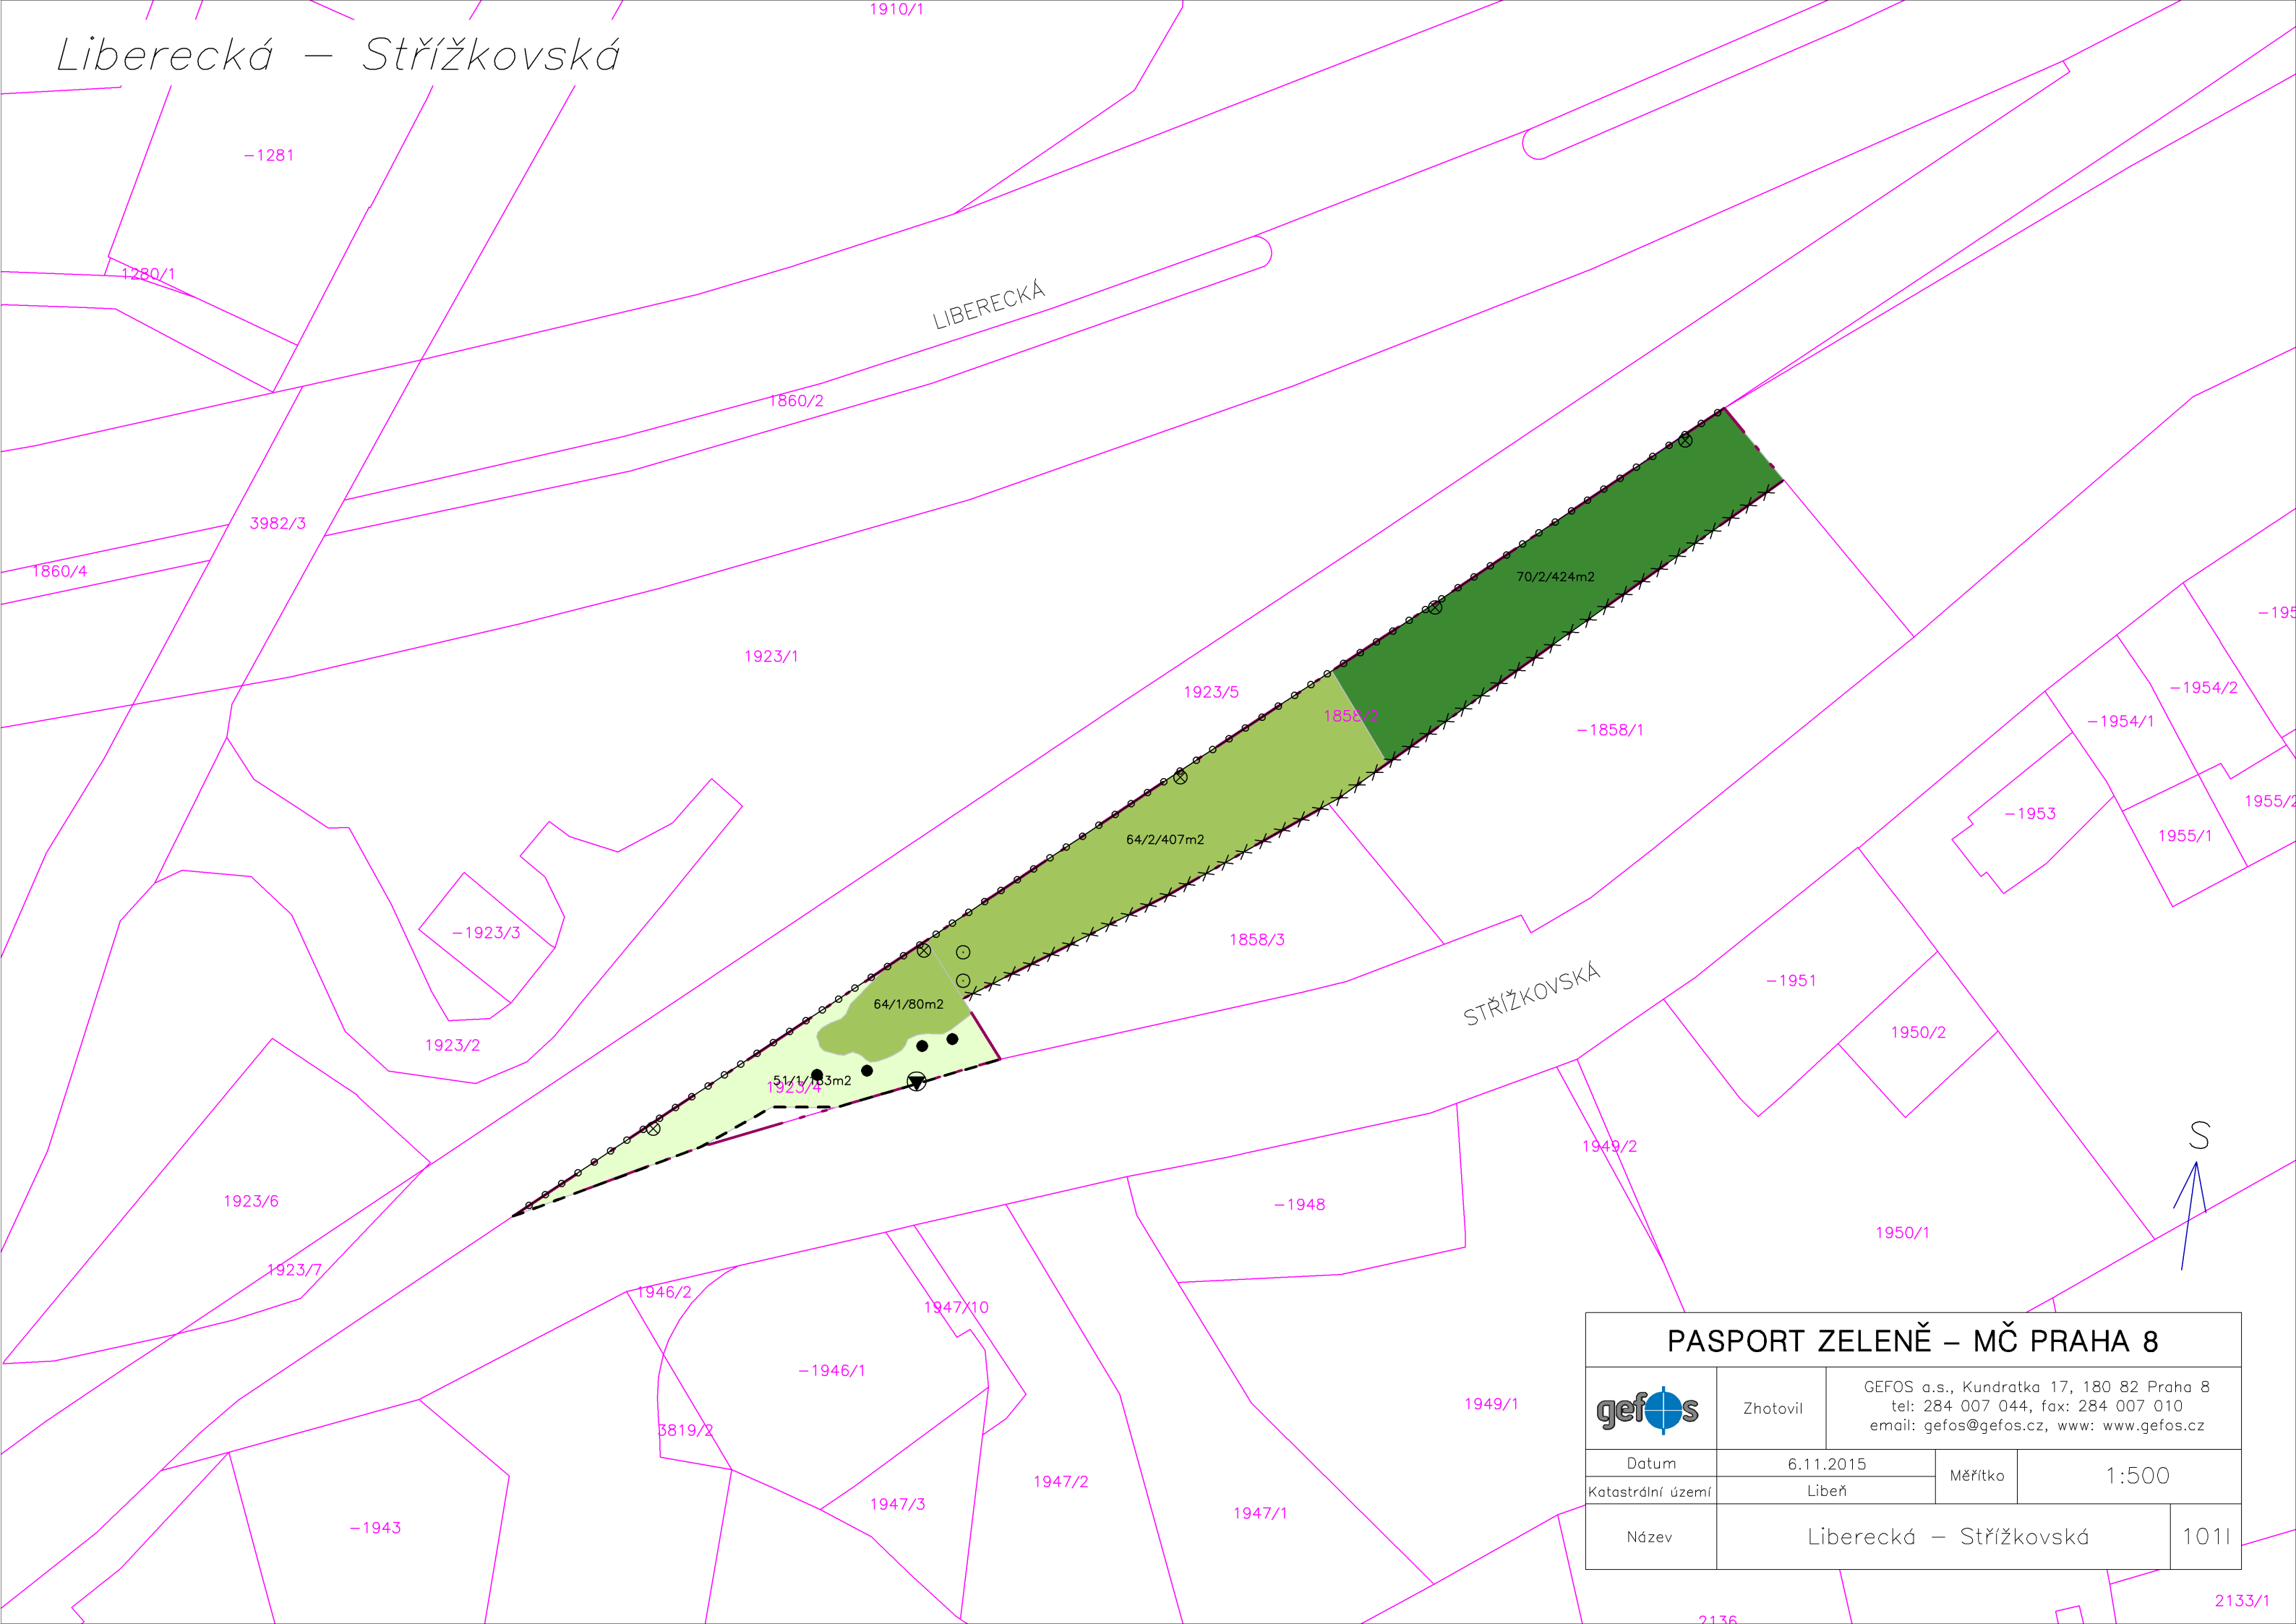 Liberecká – Střížkovská
1910/1
-1281
1280/1
LIBERECKÁ
1860/2
3982/3
1860/4
70/2/424m2
1923/1
1923/5
1858/2
-1858/1
-1954/2
-1954/1
-1953
1955/1
64/2/407m2
-1923/3
1858/3
STŘÍŽKOVSKÁ
-1951
1950/2
64/1/80m2
1923/2
1923/4
1949/2
S
1923/6
-1948
1950/1
1923/7
1946/2
1947/10
-1946/1
1949/1
3819/2
1947/2
1947/3
1947/1
-1943
PASPORT ZELENĚ – MČ PRAHA 8
gefos
Zhotovil
GEFOS a.s., Kundratka 17, 180 82 Praha 8
tel: 284 007 044, fax: 284 007 010
email: gefos@gefos.cz, www: www.gefos.cz
Datum
6.11.2015
Měřítko
1:500
Katastrální území
Libeň
Název
Liberecká – Střížkovská
101I
2133/1
2136